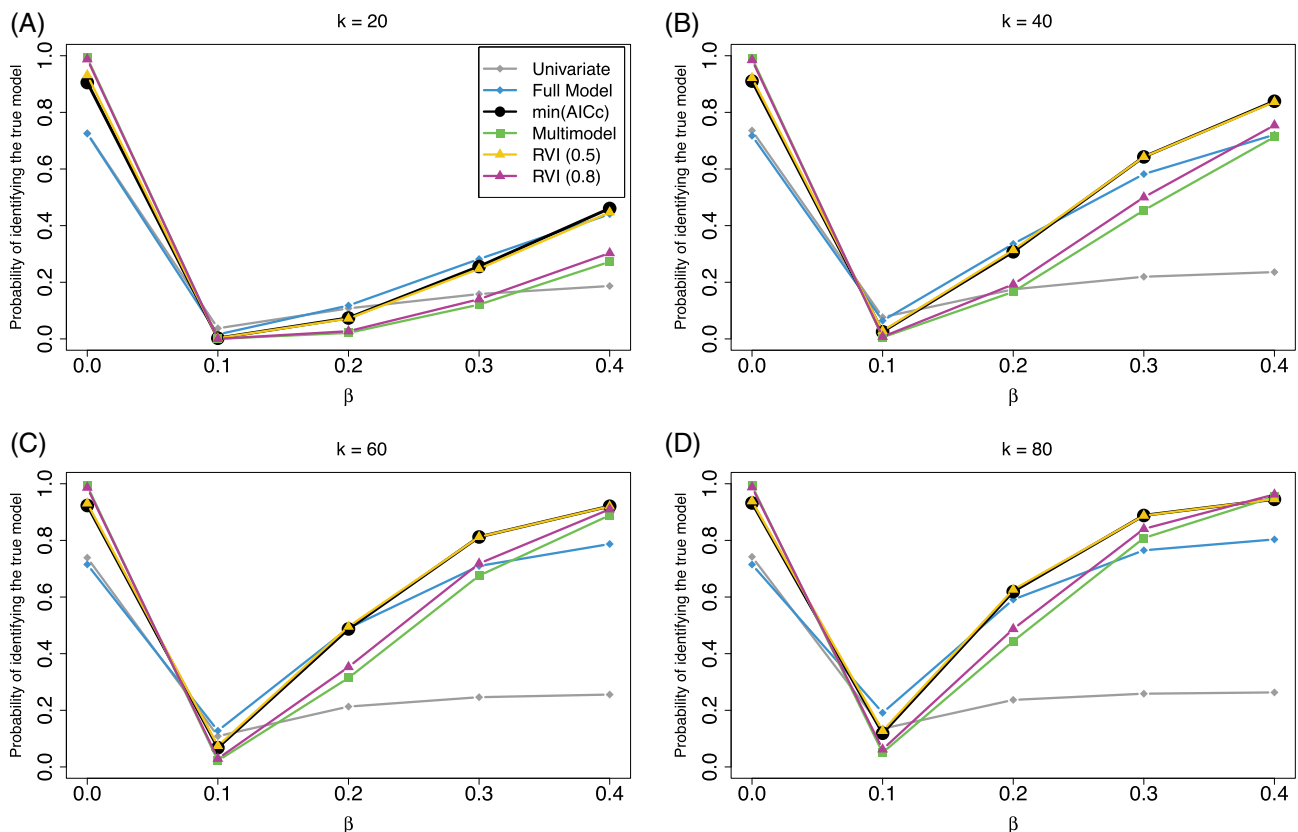 (A)
k = 20
Probability of identifying the true model
0.0 0.2 0.4 0.6 0.8 1.0
Univariate
Full Model
min(AICc)
Multimodel
RVI (0.5)
RVI (0.8)
0.0 0.1 0.2 0.3 0.4
β
(B)
k = 40
Probability of identifying the true model
0.0 0.2 0.4 0.6 0.8 1.0
0.0 0.1 0.2 0.3 0.4
β
(C)
k = 60
Probability of identifying the true model
0.0 0.2 0.4 0.6 0.8 1.0
0.0 0.1 0.2 0.3 0.4
β
(D)
k = 80
Probability of identifying the true model
0.0 0.2 0.4 0.6 0.8 1.0
0.0 0.1 0.2 0.3 0.4
β